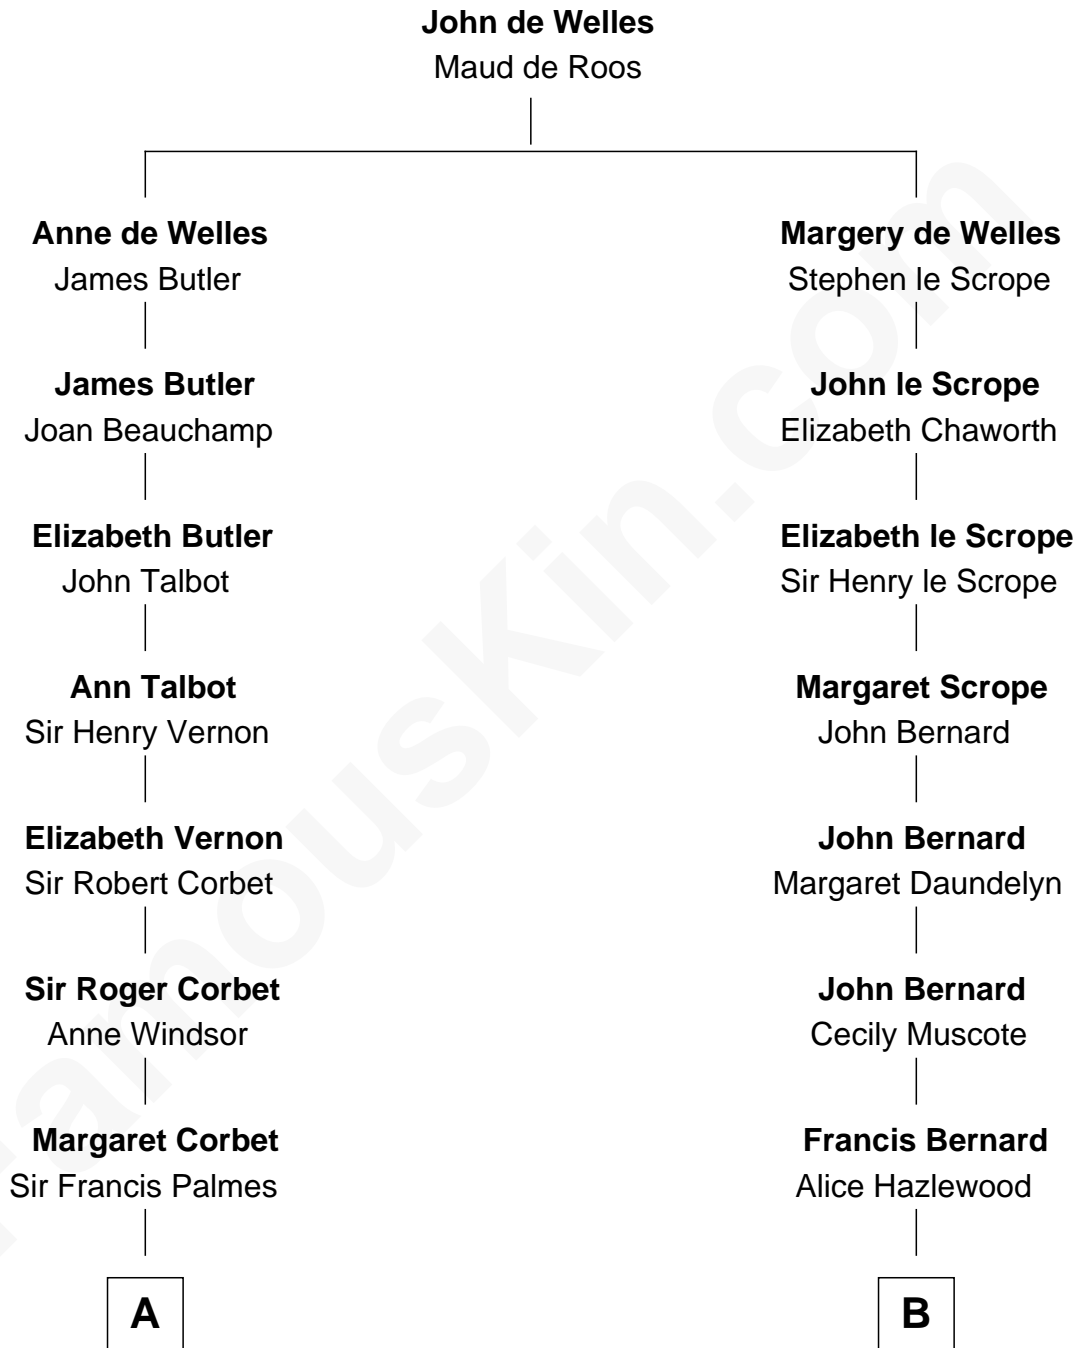 John de Welles
Maud de Roos
Anne de Welles
James Butler
Margery de Welles
Stephen le Scrope
James Butler
Joan Beauchamp
John le Scrope
Elizabeth Chaworth
Elizabeth Butler
John Talbot
Elizabeth le Scrope
Sir Henry le Scrope
Ann Talbot
Sir Henry Vernon
Margaret Scrope
John Bernard
Elizabeth Vernon
Sir Robert Corbet
John Bernard
Margaret Daundelyn
Sir Roger Corbet
Anne Windsor
John Bernard
Cecily Muscote
Margaret Corbet
Sir Francis Palmes
Francis Bernard
Alice Hazlewood
A
B
FamousKin.com